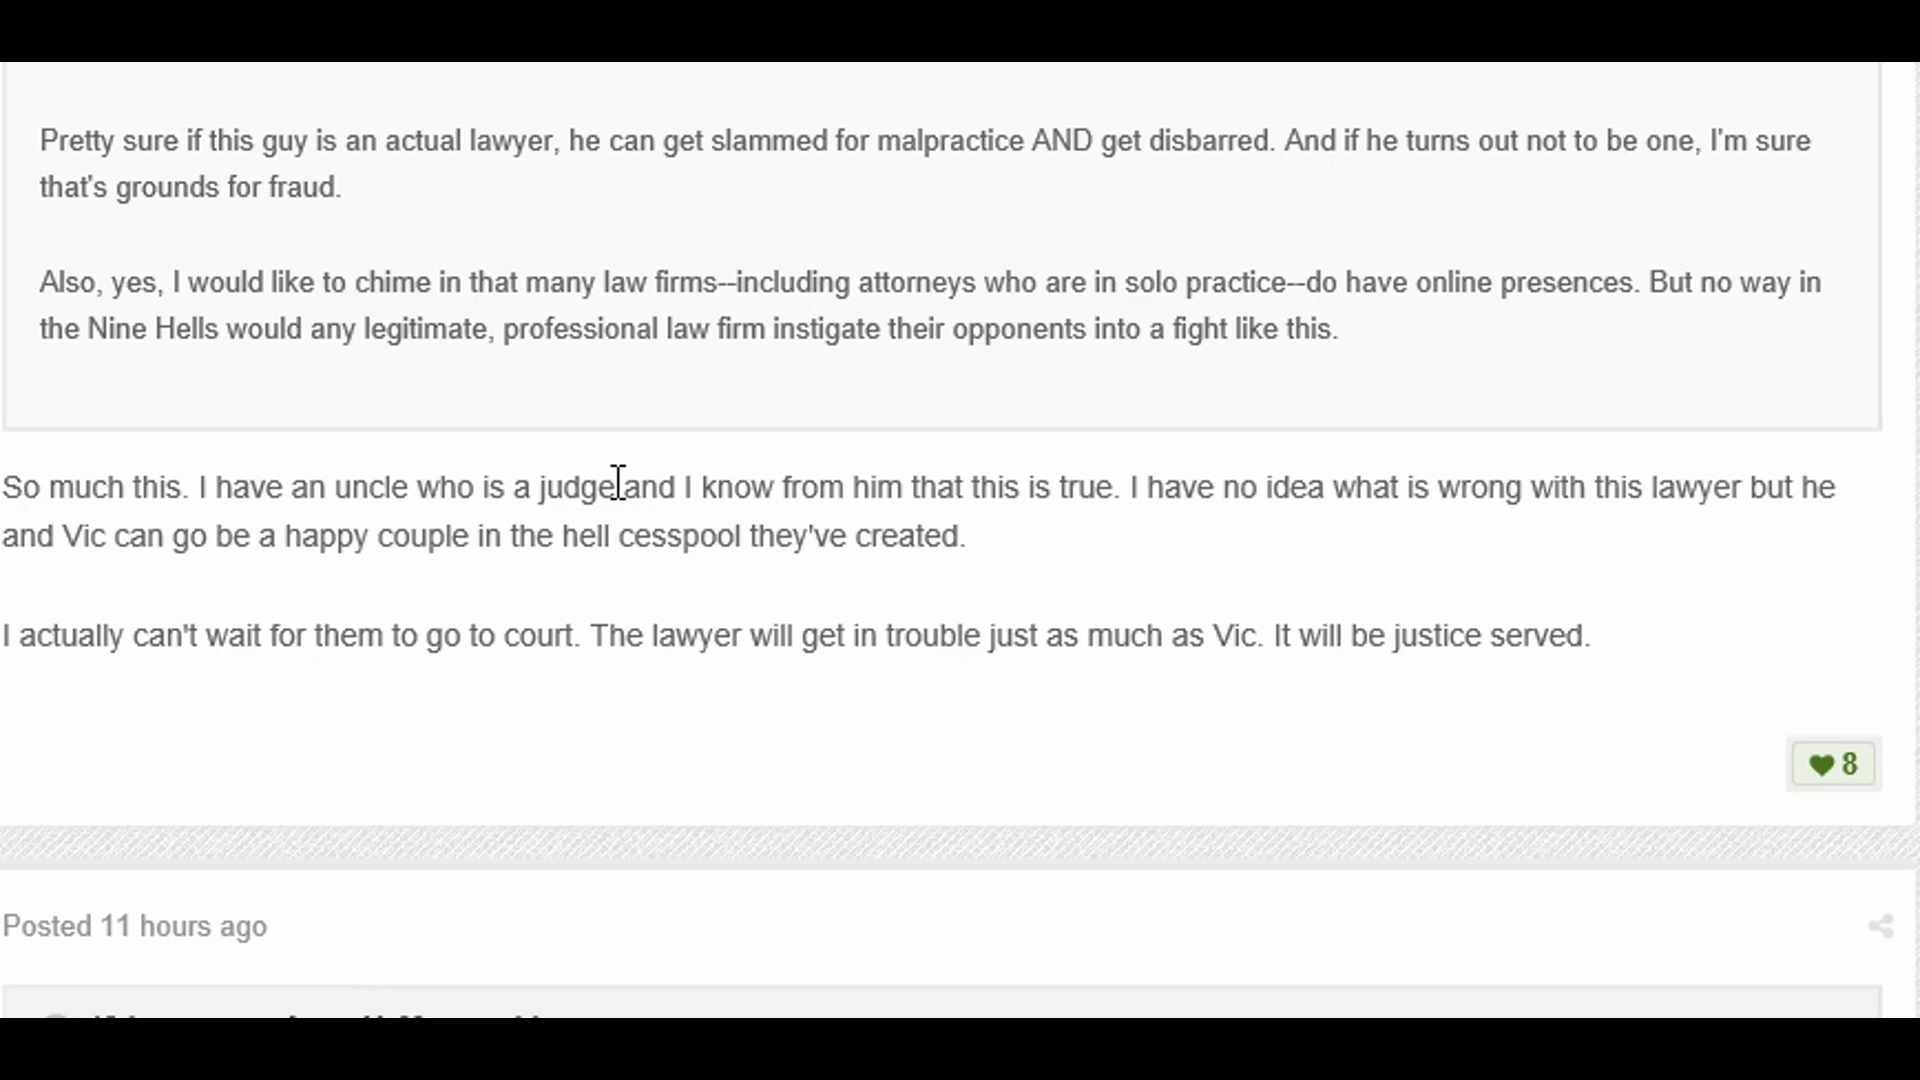 Pretty sure if this guy is an actual lawyer, he can get slammed for malpractice AND get disbarred. And if he turns out not to be one, I'm sure
that's grounds for fraud.
Also, yes, I would like to chime in that many law firms--including attorneys who are in solo practice--do have online presences. But no way in
the Nine Hells would any legitimate, professional law firm instigate their opponents into a fight like this.
So much this. I have an uncle who is a judge and I know from him that this is true. I have no idea what is wrong with this lawyer but he
and Vic can go be a happy couple in the hell cesspool they've created.
I actually can't wait for them to go to court. The lawyer will get in trouble just as much as Vic. It will be justice served.
8
Posted 11 hours ago